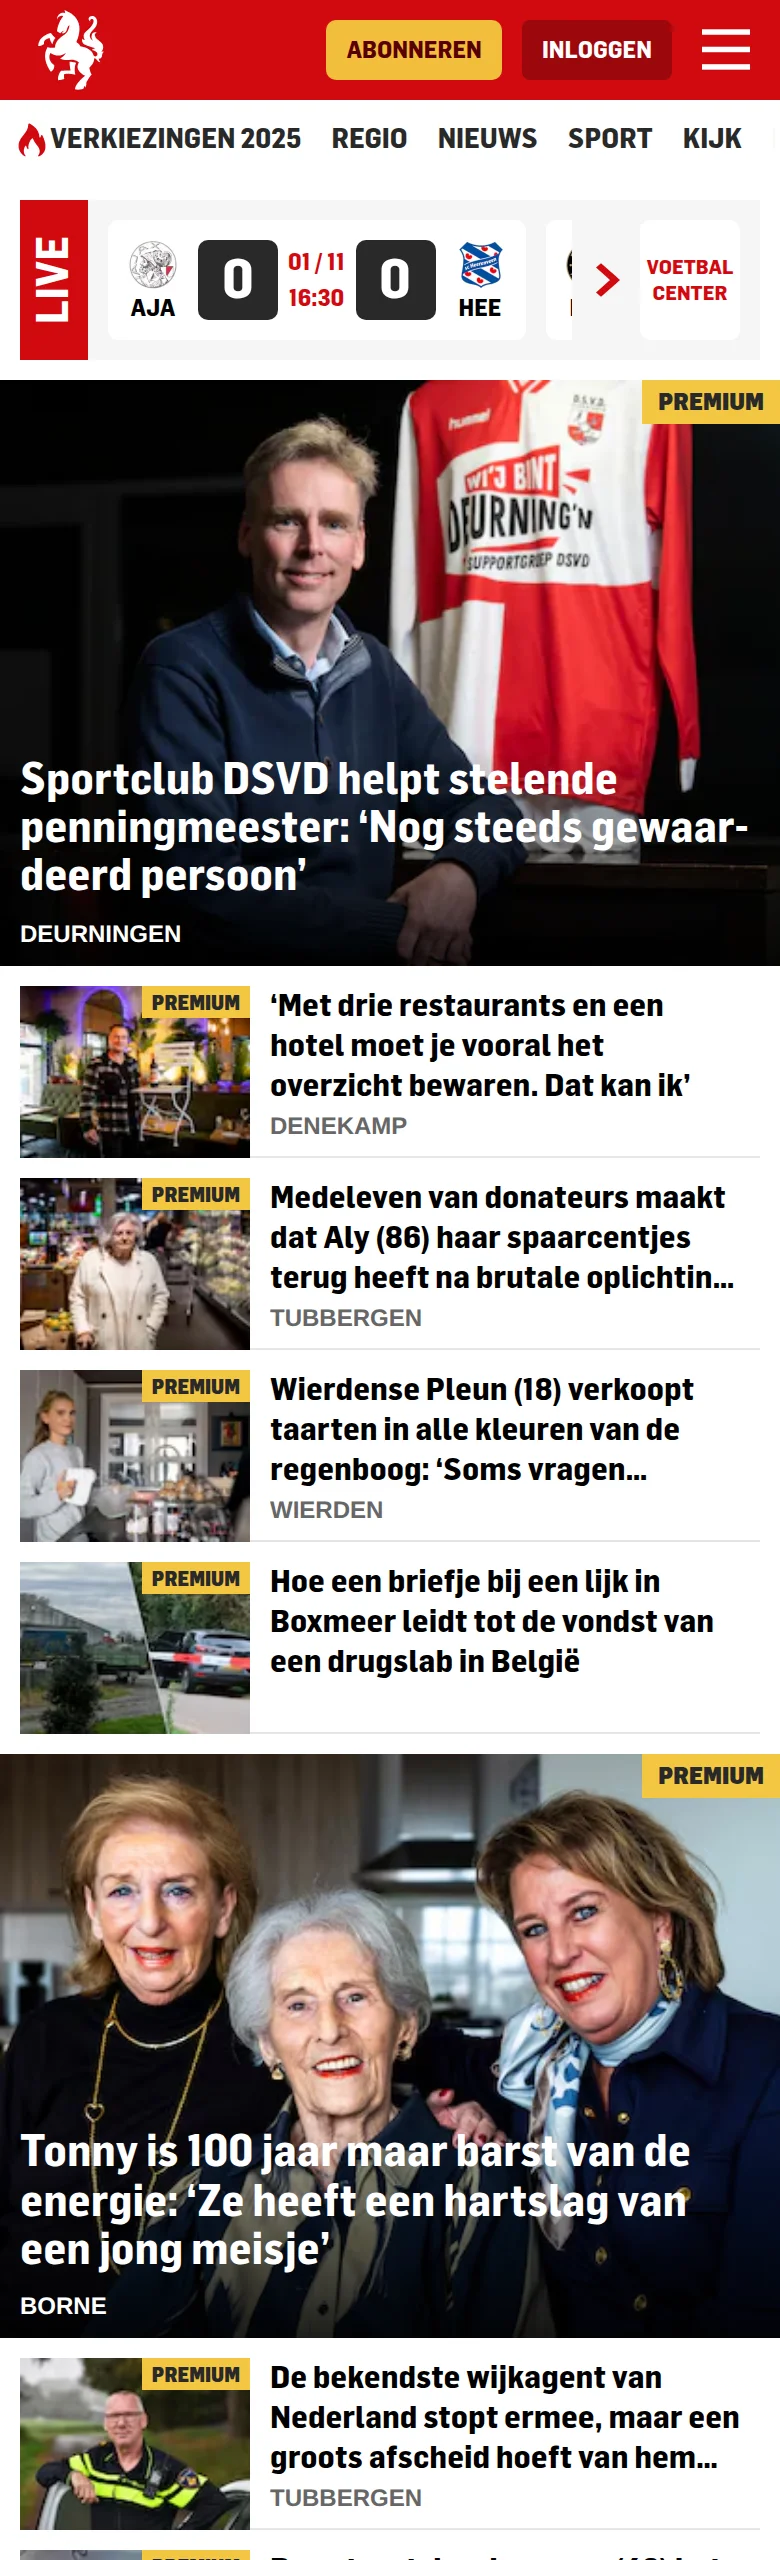 ABONNEREN
INLOGGEN
VERKIEZINGEN 2025 REGIO NIEUWS SPORT KIJK
LIVE
AJA
0
01 / 11
16:30
0
HEE
VOETBAL
CENTER
PREMIUM
hummel
D.S.V.D.
WI'J BINT
DEURNING'N
SUPPORTGROEP DSVD
Sportclub DSVD helpt stelende
penningmeester: ‘Nog steeds gewaar-
deerd persoon’
DEURNINGEN
PREMIUM
‘Met drie restaurants en een
hotel moet je vooral het
overzicht bewaren. Dat kan ik’
DENEKAMP
PREMIUM
Medeleven van donateurs maakt
dat Aly (86) haar spaarcentjes
terug heeft na brutale oplichtin...
TUBBERGEN
PREMIUM
Wierdense Pleun (18) verkoopt
taarten in alle kleuren van de
regenboog: ‘Soms vragen...
WIERDEN
PREMIUM
Hoe een briefje bij een lijk in
Boxmeer leidt tot de vondst van
een drugslab in België
PREMIUM
Tonny is 100 jaar maar barst van de
energie: ‘Ze heeft een hartslag van
een jong meisje’
BORNE
PREMIUM
De bekendste wijkagent van
Nederland stopt ermee, maar een
groots afscheid hoeft van hem...
TUBBERGEN